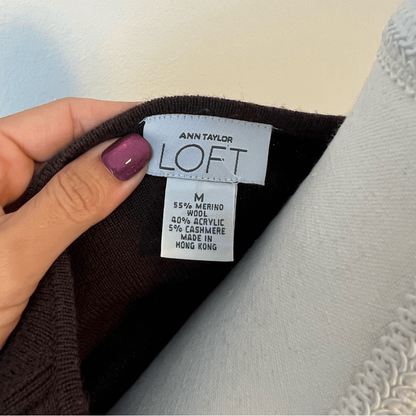 ANN TAYLOR
LOFT
M
55% MERINO
WOOL
40% ACRYLIC
5% CASHMERE
MADE IN
HONG KONG